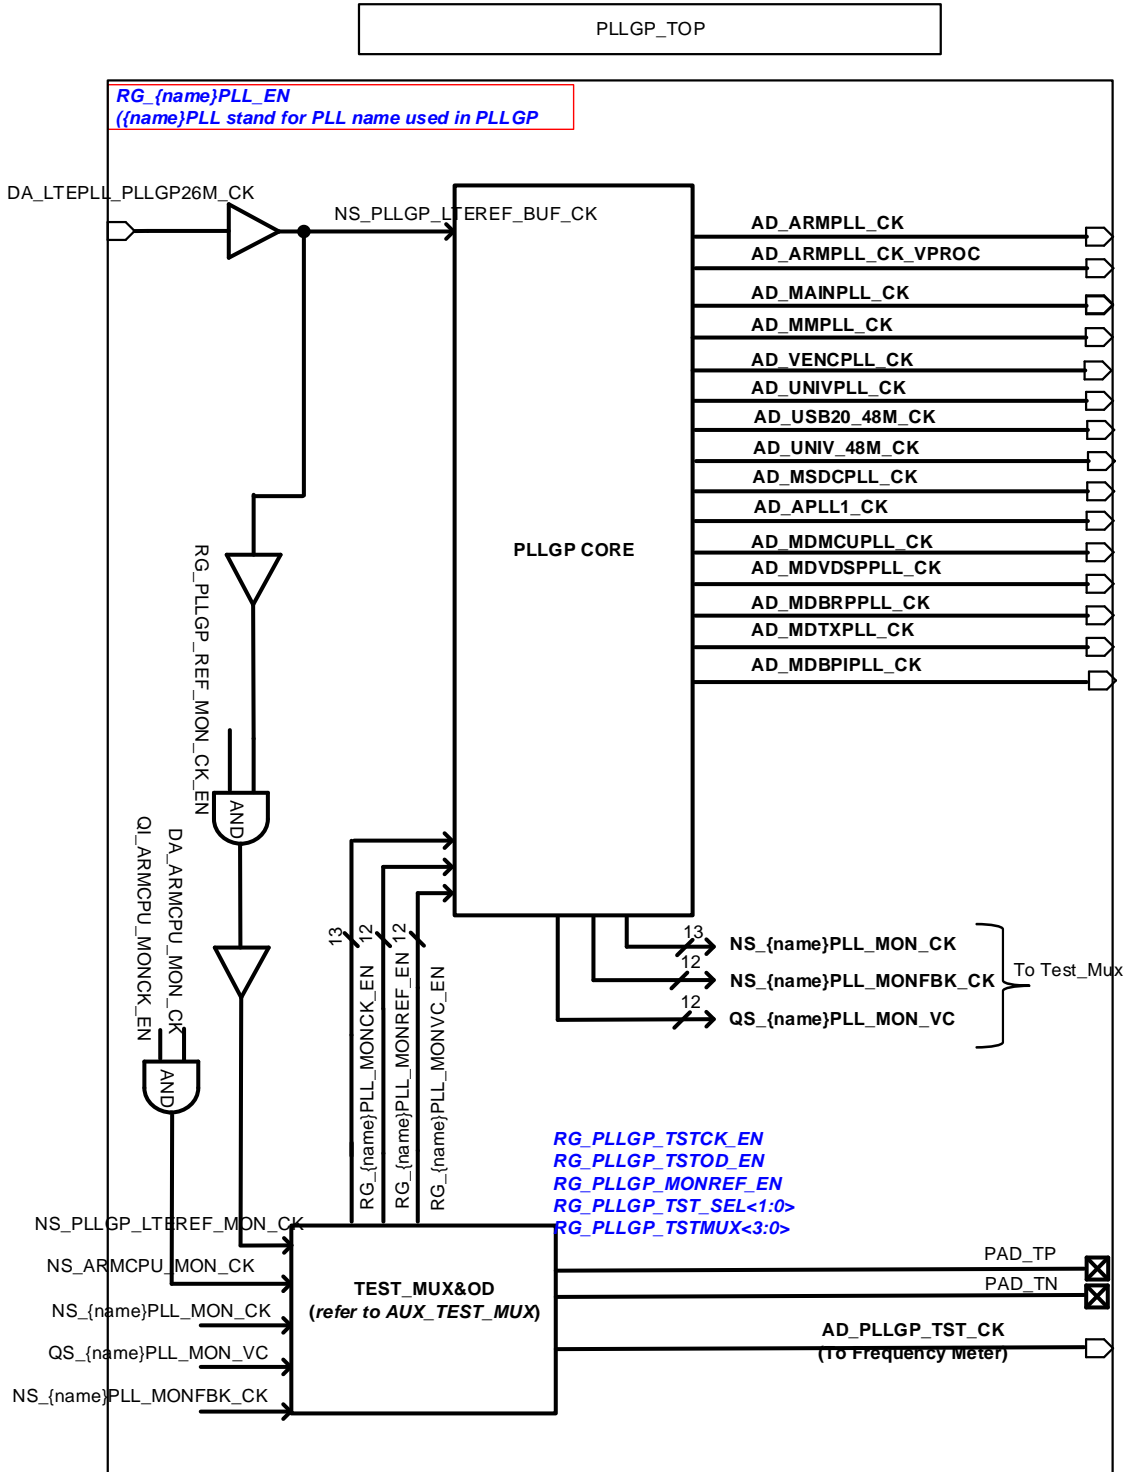 PLLGP_TOP
RG_{name}PLL_EN
({name}PLL stand for PLL name used in PLLGP
DA_LTEPLL_PLLGP26M_CK
NS_PLLGP_LTEREF_BUF_CK
AD_ARMPLL_CK
AD_ARMPLL_CK_VPROC
AD_MAINPLL_CK
AD_MMPLL_CK
AD_VENCPLL_CK
AD_UNIVPLL_CK
AD_USB20_48M_CK
AD_UNIV_48M_CK
AD_MSDCPLL_CK
AD_APLL1_CK
AD_MDMCUPLL_CK
AD_MDVDSPPLL_CK
AD_MDBRPPLL_CK
AD_MDTXPLL_CK
AD_MDBPIPLL_CK
PLLGP CORE
RG_PLLGP_REF_MON_CK_EN
AND
QI_ARMCPU_MONCK_EN
DA_ARMCPU_MON_CK
AND
13
12
12
RG_{name}PLL_MONCK_EN
RG_{name}PLL_MONREF_EN
RG_{name}PLL_MONVC_EN
13
NS_{name}PLL_MON_CK
12
NS_{name}PLL_MONFBK_CK
12
QS_{name}PLL_MON_VC
To Test_Mux
RG_PLLGP_TSTCK_EN
RG_PLLGP_TSTOD_EN
RG_PLLGP_MONREF_EN
RG_PLLGP_TST_SEL<1:0>
RG_PLLGP_TSTMUX<3:0>
NS_PLLGP_LTEREF_MON_CK
NS_ARMCPU_MON_CK
NS_{name}PLL_MON_CK
QS_{name}PLL_MON_VC
NS_{name}PLL_MONFBK_CK
TEST_MUX&OD
(refer to AUX_TEST_MUX)
PAD_TP
PAD_TN
AD_PLLGP_TST_CK
(To Frequency Meter)